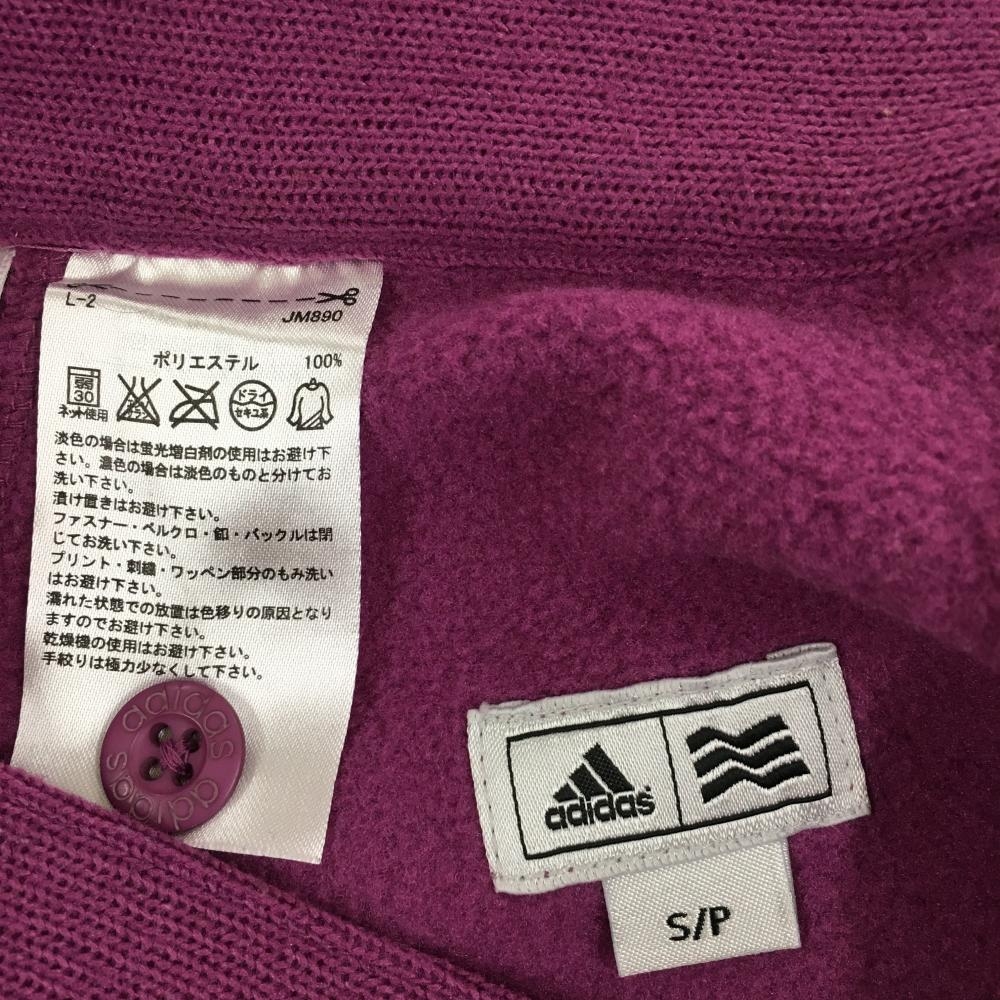 L-2
JM890
ポリエステル 100%
弱
30
ネット使用
エンソ
サラシ
ドライ
セキユ系
淡色の場合は蛍光増白剤の使用はお避け下
さい。濃色の場合は淡色のものと分けてお
洗い下さい。
漬け置きはお避け下さい。
ファスナー・ベルクロ・釦・バックルは閉
じてお洗い下さい。
プリント・刺繍・ワッペン部分のもみ洗い
はお避け下さい。
濡れた状態での放置は色移りの原因となり
ますのでお避け下さい。
乾燥機の使用はお避け下さい。
手絞りは極力少なくして下さい。
adidas
adidas
adidas
S/P